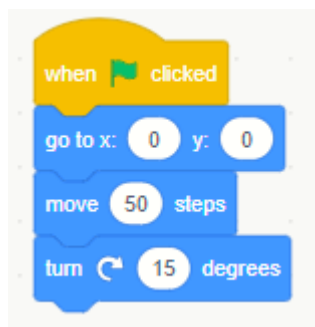 when clicked
go to x: 0 y: 0
move 50 steps
turn 15 degrees